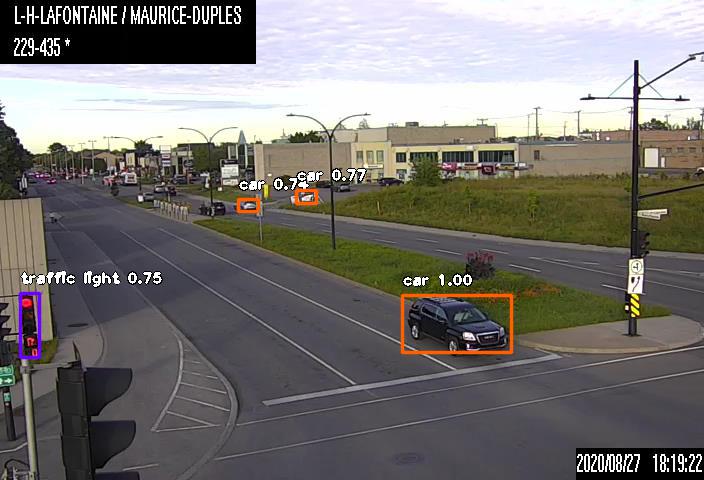 L-H-LAFONTAINE / MAURICE-DUPLES
229-435 *
car 0.74
car 0.77
traffic light 0.75
car 1.00
2020/08/27 18:19:22